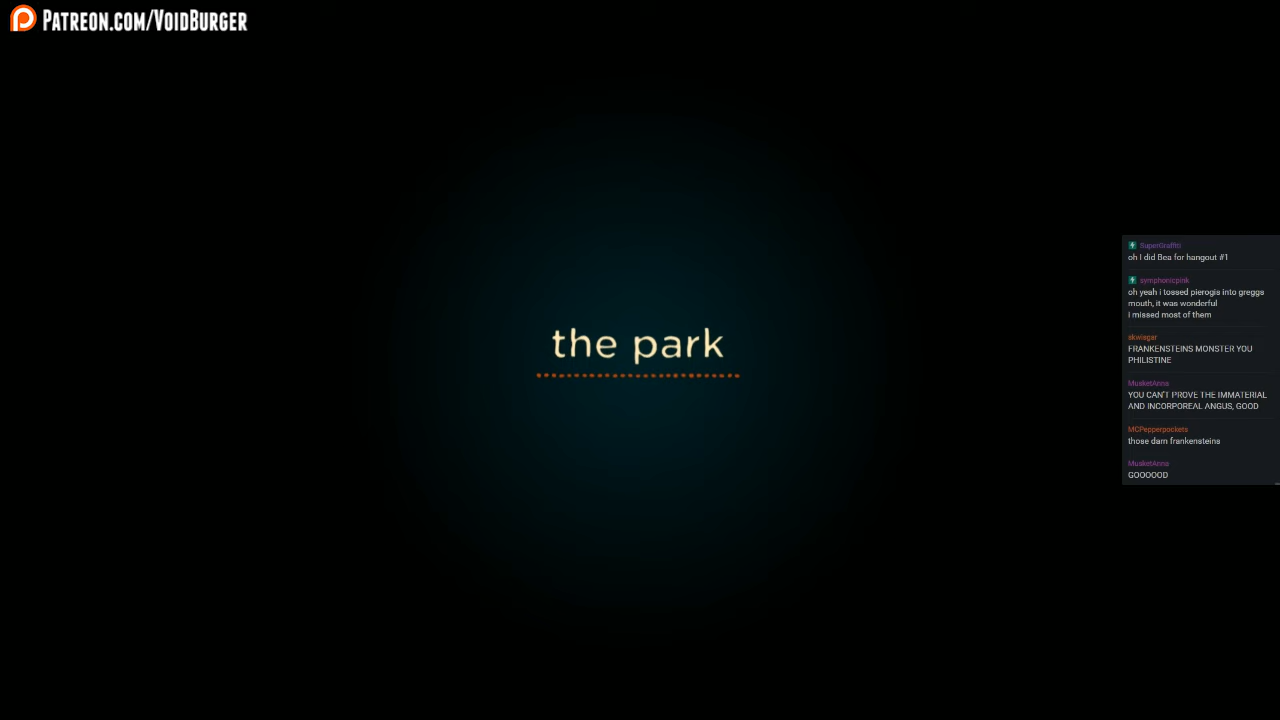 PATREON.COM/VOIDBURGER
the park
SuperGraffiti
oh I did Bea for hangout #1
symphonicpink
oh yeah i tossed pierogis into greggs
mouth, it was wonderful
I missed most of them
skwisgar
FRANKENSTEINS MONSTER YOU
PHILISTINE
MusketAnna
YOU CAN'T PROVE THE IMMATERIAL
AND INCORPOREAL ANGUS, GOOD
MCPepperpockets
those dam frankensteins
MusketAnna
GOOOOOD